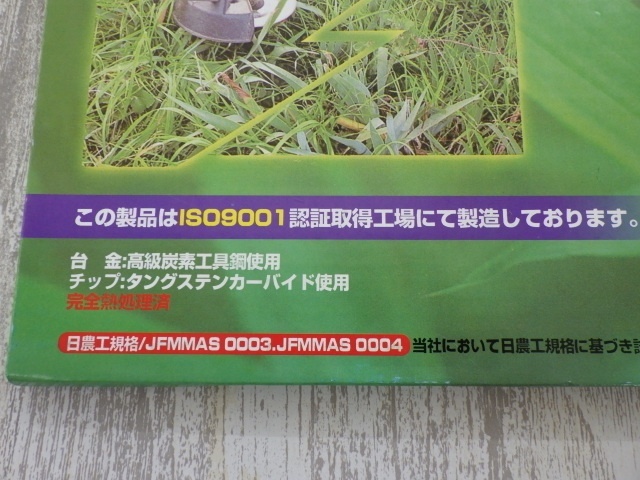 この製品はISO9001認証取得工場にて製造しております。
台　金:高級炭素工具鋼使用
チップ:タングステンカーバイド使用
完全熱処理済
日農工規格/JFMMAS 0003.JFMMAS 0004 当社において日農工規格に基づき